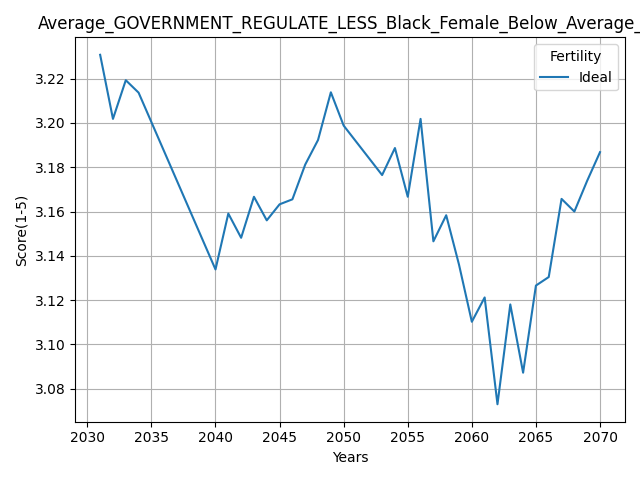 Average_GOVERNMENT_REGULATE_LESS_Black_Female_Below_Average_
Fertility
Ideal
3.22
3.20
3.18
3.16
3.14
3.12
3.10
3.08
Score(1-5)
2030 2035 2040 2045 2050 2055 2060 2065 2070
Years